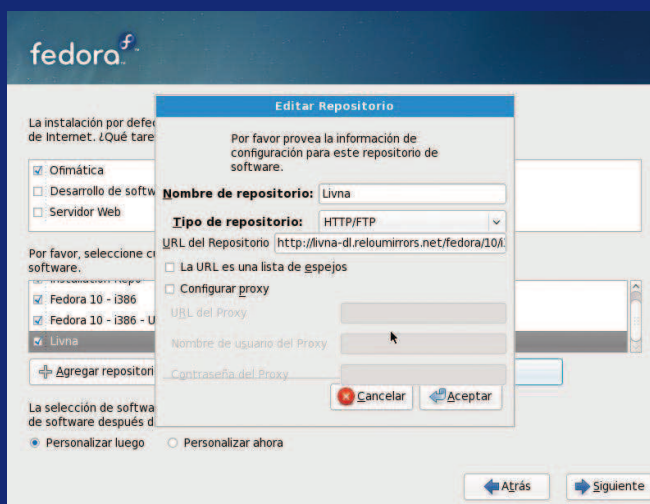 fedora
Editar Repositorio
La instalación por defe
de Internet. ¿Qué tare
Por favor provea la información de
configuración para este repositorio de
software.
Ofimática
Desarrollo de softw
Servidor Web
Nombre de repositorio: Livna
Tipo de repositorio: HTTP/FTP
URL del Repositorio http://livna-dl.reloumirrors.net/fedora/10/i
La URL es una lista de espejos
Configurar proxy
URL del Proxy
Nombre de usuario del Proxy
Contraseña del Proxy
Por favor, seleccione cu
software.
Installation Repo
Fedora 10 - i386
Fedora 10 - i386 - U
Livna
Agregar repositori
Cancelar Aceptar
La selección de softwa
de software después d
Personalizar luego Personalizar ahora
Atrás Siguiente